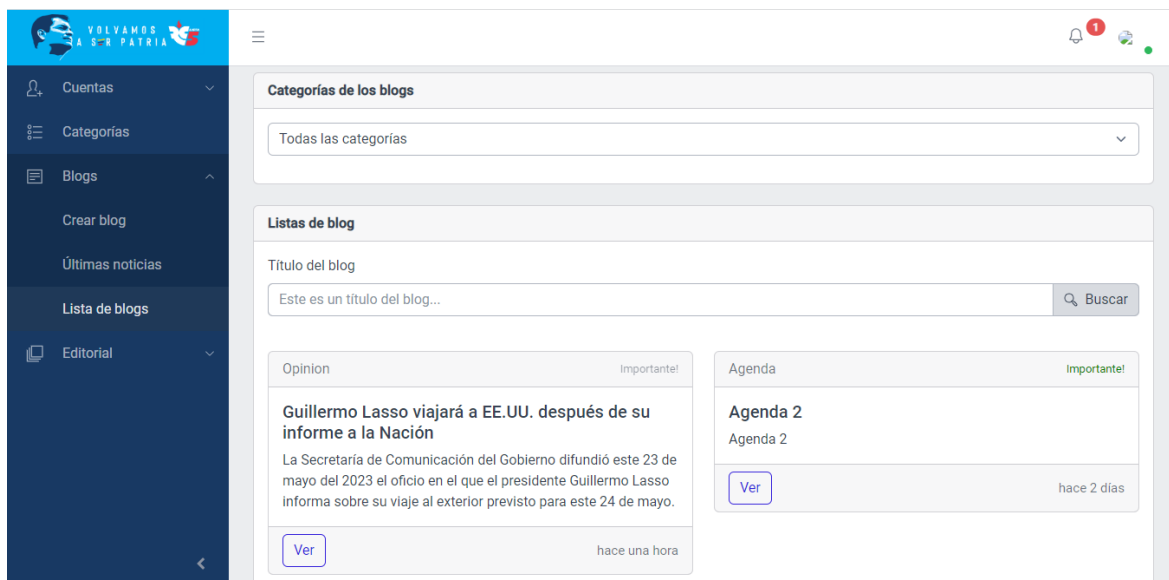 VOLVAMOS
A SER PATRIA
5
1
Cuentas
Categorías
Blogs
Crear blog
Últimas noticias
Lista de blogs
Editorial
Categorías de los blogs
Todas las categorías
Listas de blog
Título del blog
Este es un título del blog...
Buscar
Opinion
Importante!
Guillermo Lasso viajará a EE.UU. después de su
informe a la Nación
La Secretaría de Comunicación del Gobierno difundió este 23 de
mayo del 2023 el oficio en el que el presidente Guillermo Lasso
informa sobre su viaje al exterior previsto para este 24 de mayo.
Ver
hace una hora
Agenda
Importante!
Agenda 2
Agenda 2
Ver
hace 2 días